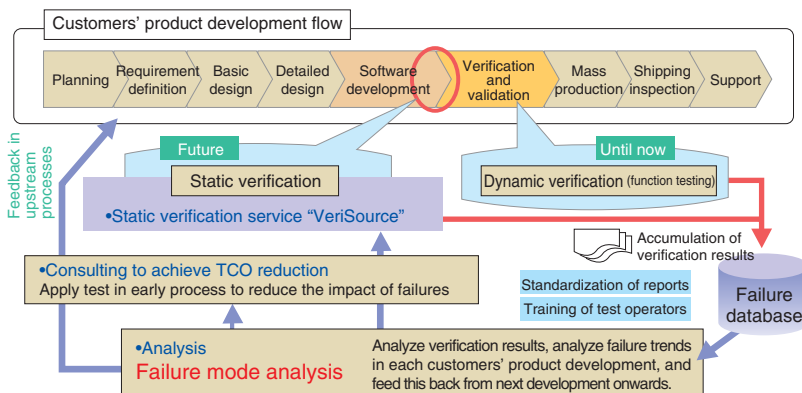 Customers' product development flow
Planning
Requirement
definition
Basic
design
Detailed
design
Software
development
Verification
and
validation
Mass
production
Shipping
inspection
Support
Feedback in
upstream
processes
Future
Static verification
•Static verification service "VeriSource"
Until now
Dynamic verification (function testing)
Accumulation of
verification results
•Consulting to achieve TCO reduction
Apply test in early process to reduce the impact of failures
Standardization of reports
Training of test operators
Failure
database
•Analysis
Failure mode analysis
Analyze verification results, analyze failure trends
in each customers' product development, and
feed this back from next development onwards.